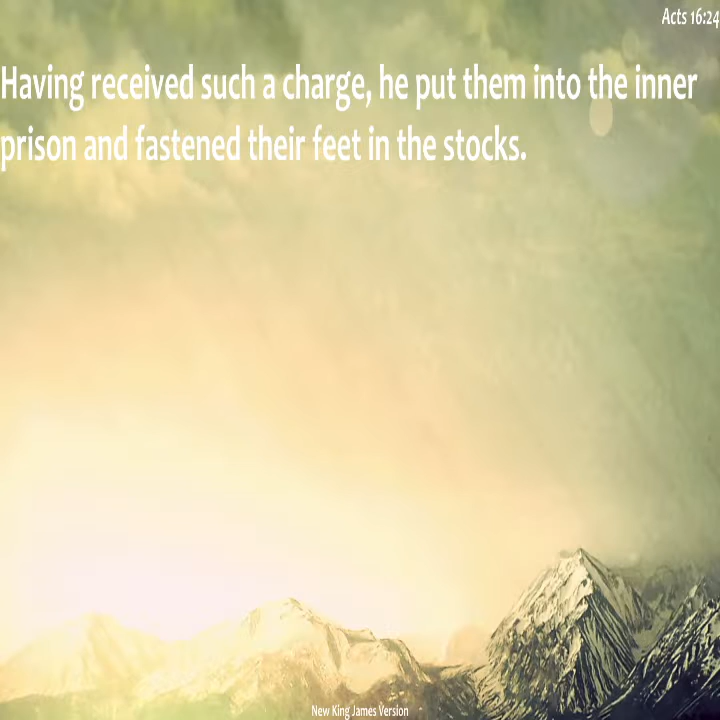 Acts 16:24
Having received such a charge, he put them into the inner
prison and fastened their feet in the stocks.
New King James Version